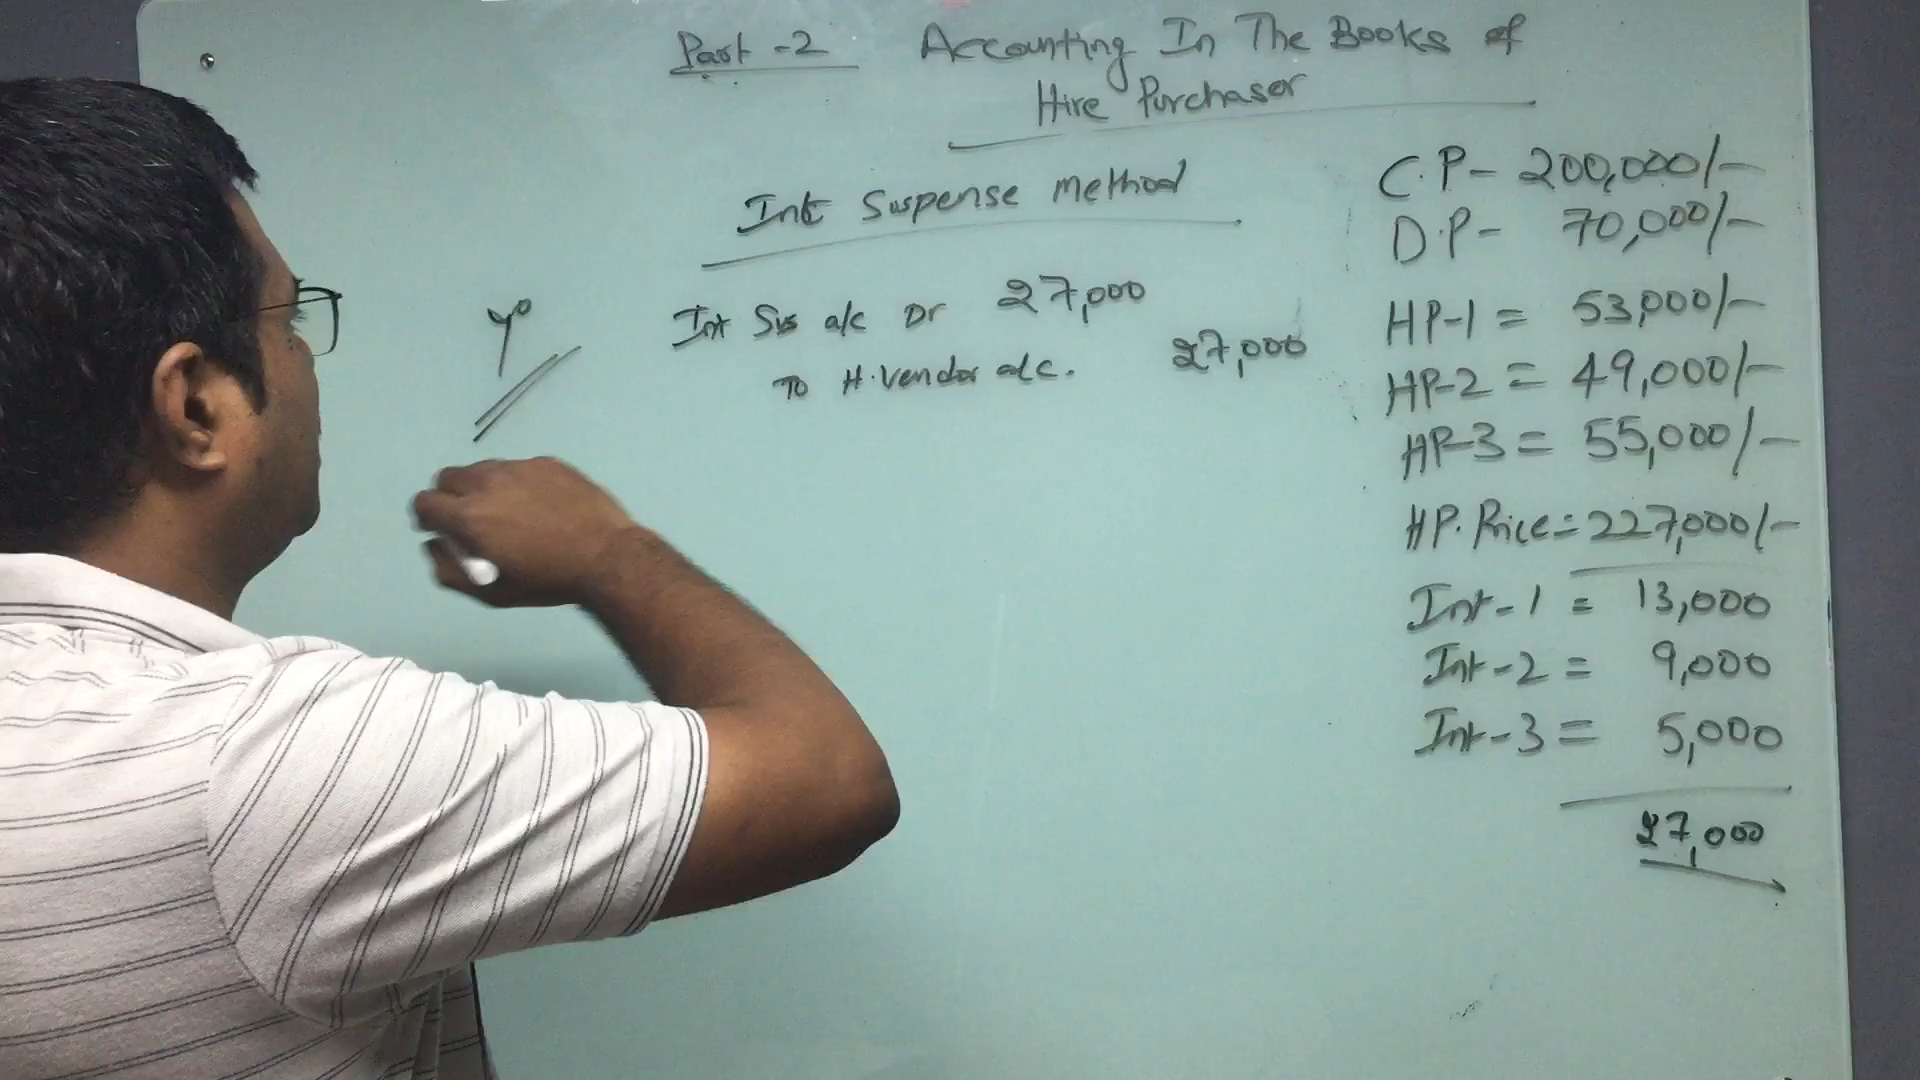 Part -2 Accounting In The Books of
Hire Purchaser
Int Suspense method
Y0
Int Sus a/c Dr 27,000
To H.Vendor a/c. 27,000
C.P- 200,000/-
D.P- 70,000/-
HP-1 = 53,000/-
HP-2 = 49,000/-
HP-3 = 55,000/-
HP. Price = 227,000/-
Int-1 = 13,000
Int-2 = 9,000
Int-3 = 5,000
27,000